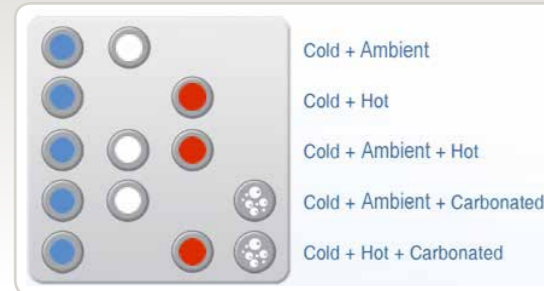 Cold + Ambient
Cold + Hot
Cold + Ambient + Hot
Cold + Ambient + Carbonated
Cold + Hot + Carbonated